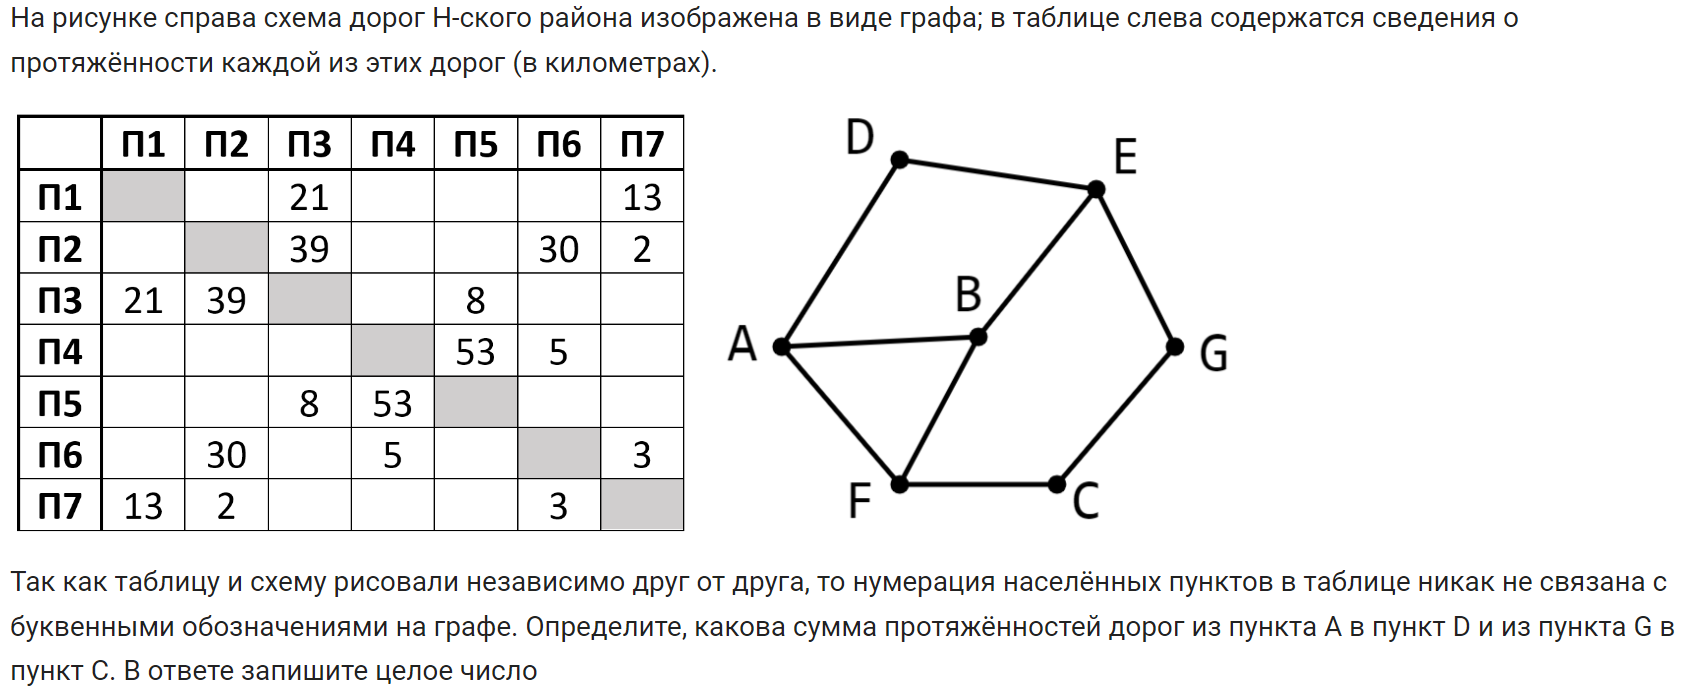 На рисунке справа схема дорог Н-ского района изображена в виде графа; в таблице слева содержатся сведения о
протяжённости каждой из этих дорог (в километрах).
П1 П2 П3 П4 П5 П6 П7
П1 21 13
П2 39 30 2
П3 21 39 8
П4 53 5
П5 8 53
П6 30 5 3
П7 13 2 3
D
E
B
A
G
F
C
Так как таблицу и схему рисовали независимо друг от друга, то нумерация населённых пунктов в таблице никак не связана с
буквенными обозначениями на графе. Определите, какова сумма протяжённостей дорог из пункта A в пункт D и из пункта G в
пункт C. В ответе запишите целое число